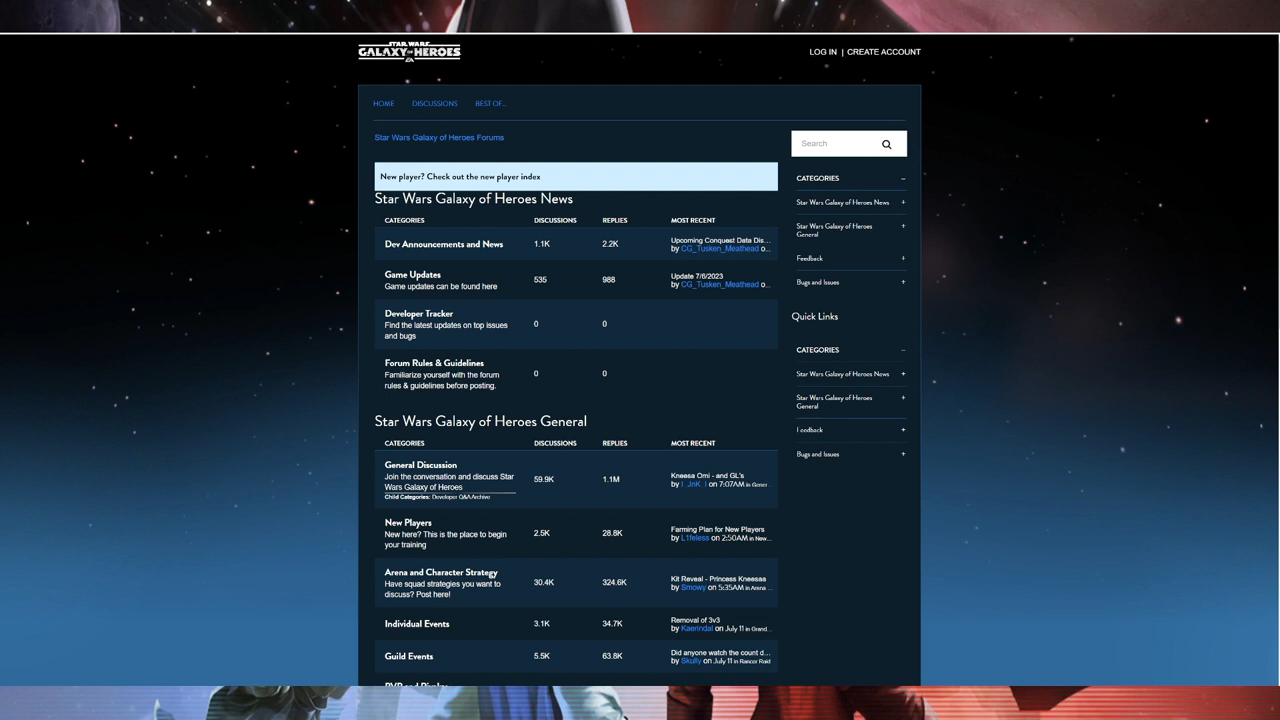 STAR WARS
GALAXY OF HEROES
EA
LOG IN | CREATE ACCOUNT
HOME DISCUSSIONS BEST OF...
Star Wars Galaxy of Heroes Forums
Search
New player? Check out the new player index
Star Wars Galaxy of Heroes News
CATEGORIES DISCUSSIONS REPLIES MOST RECENT
Dev Announcements and News 1.1K 2.2K Upcoming Conquest Data Dis...
by CG_Tusken_Meathead o...
Game Updates 535 988 Update 7/6/2023
Game updates can be found here by CG_Tusken_Meathead o...
Developer Tracker
Find the latest updates on top issues 0 0
and bugs
Forum Rules & Guidelines
Familiarize yourself with the forum 0 0
rules & guidelines before posting.
Star Wars Galaxy of Heroes General
CATEGORIES DISCUSSIONS REPLIES MOST RECENT
General Discussion
Join the conversation and discuss Star 59.9K 1.1M Kneesa Omi - and GL's
Wars Galaxy of Heroes by I_JnK_I on 7:07AM in Gener...
Child Categories: Developer Q&A Archive
New Players
New here? This is the place to begin 2.5K 28.8K Farming Plan for New Players
your training by L1feless on 2:50AM in New...
Arena and Character Strategy
Have squad strategies you want to 30.4K 324.6K Kit Reveal - Princess Kneesaa
discuss? Post here! by Smowy on 5:35AM in Arena ...
Individual Events 3.1K 34.7K Removal of 3v3
by Kaerindal on July 11 in Grand...
Guild Events 5.5K 63.8K Did anyone watch the count d...
by Skully on July 11 in Rancor Raid
CATEGORIES –
Star Wars Galaxy of Heroes News +
Star Wars Galaxy of Heroes +
General
Feedback +
Bugs and Issues +
Quick Links
CATEGORIES –
Star Wars Galaxy of Heroes News +
Star Wars Galaxy of Heroes +
General
Feedback +
Bugs and Issues +